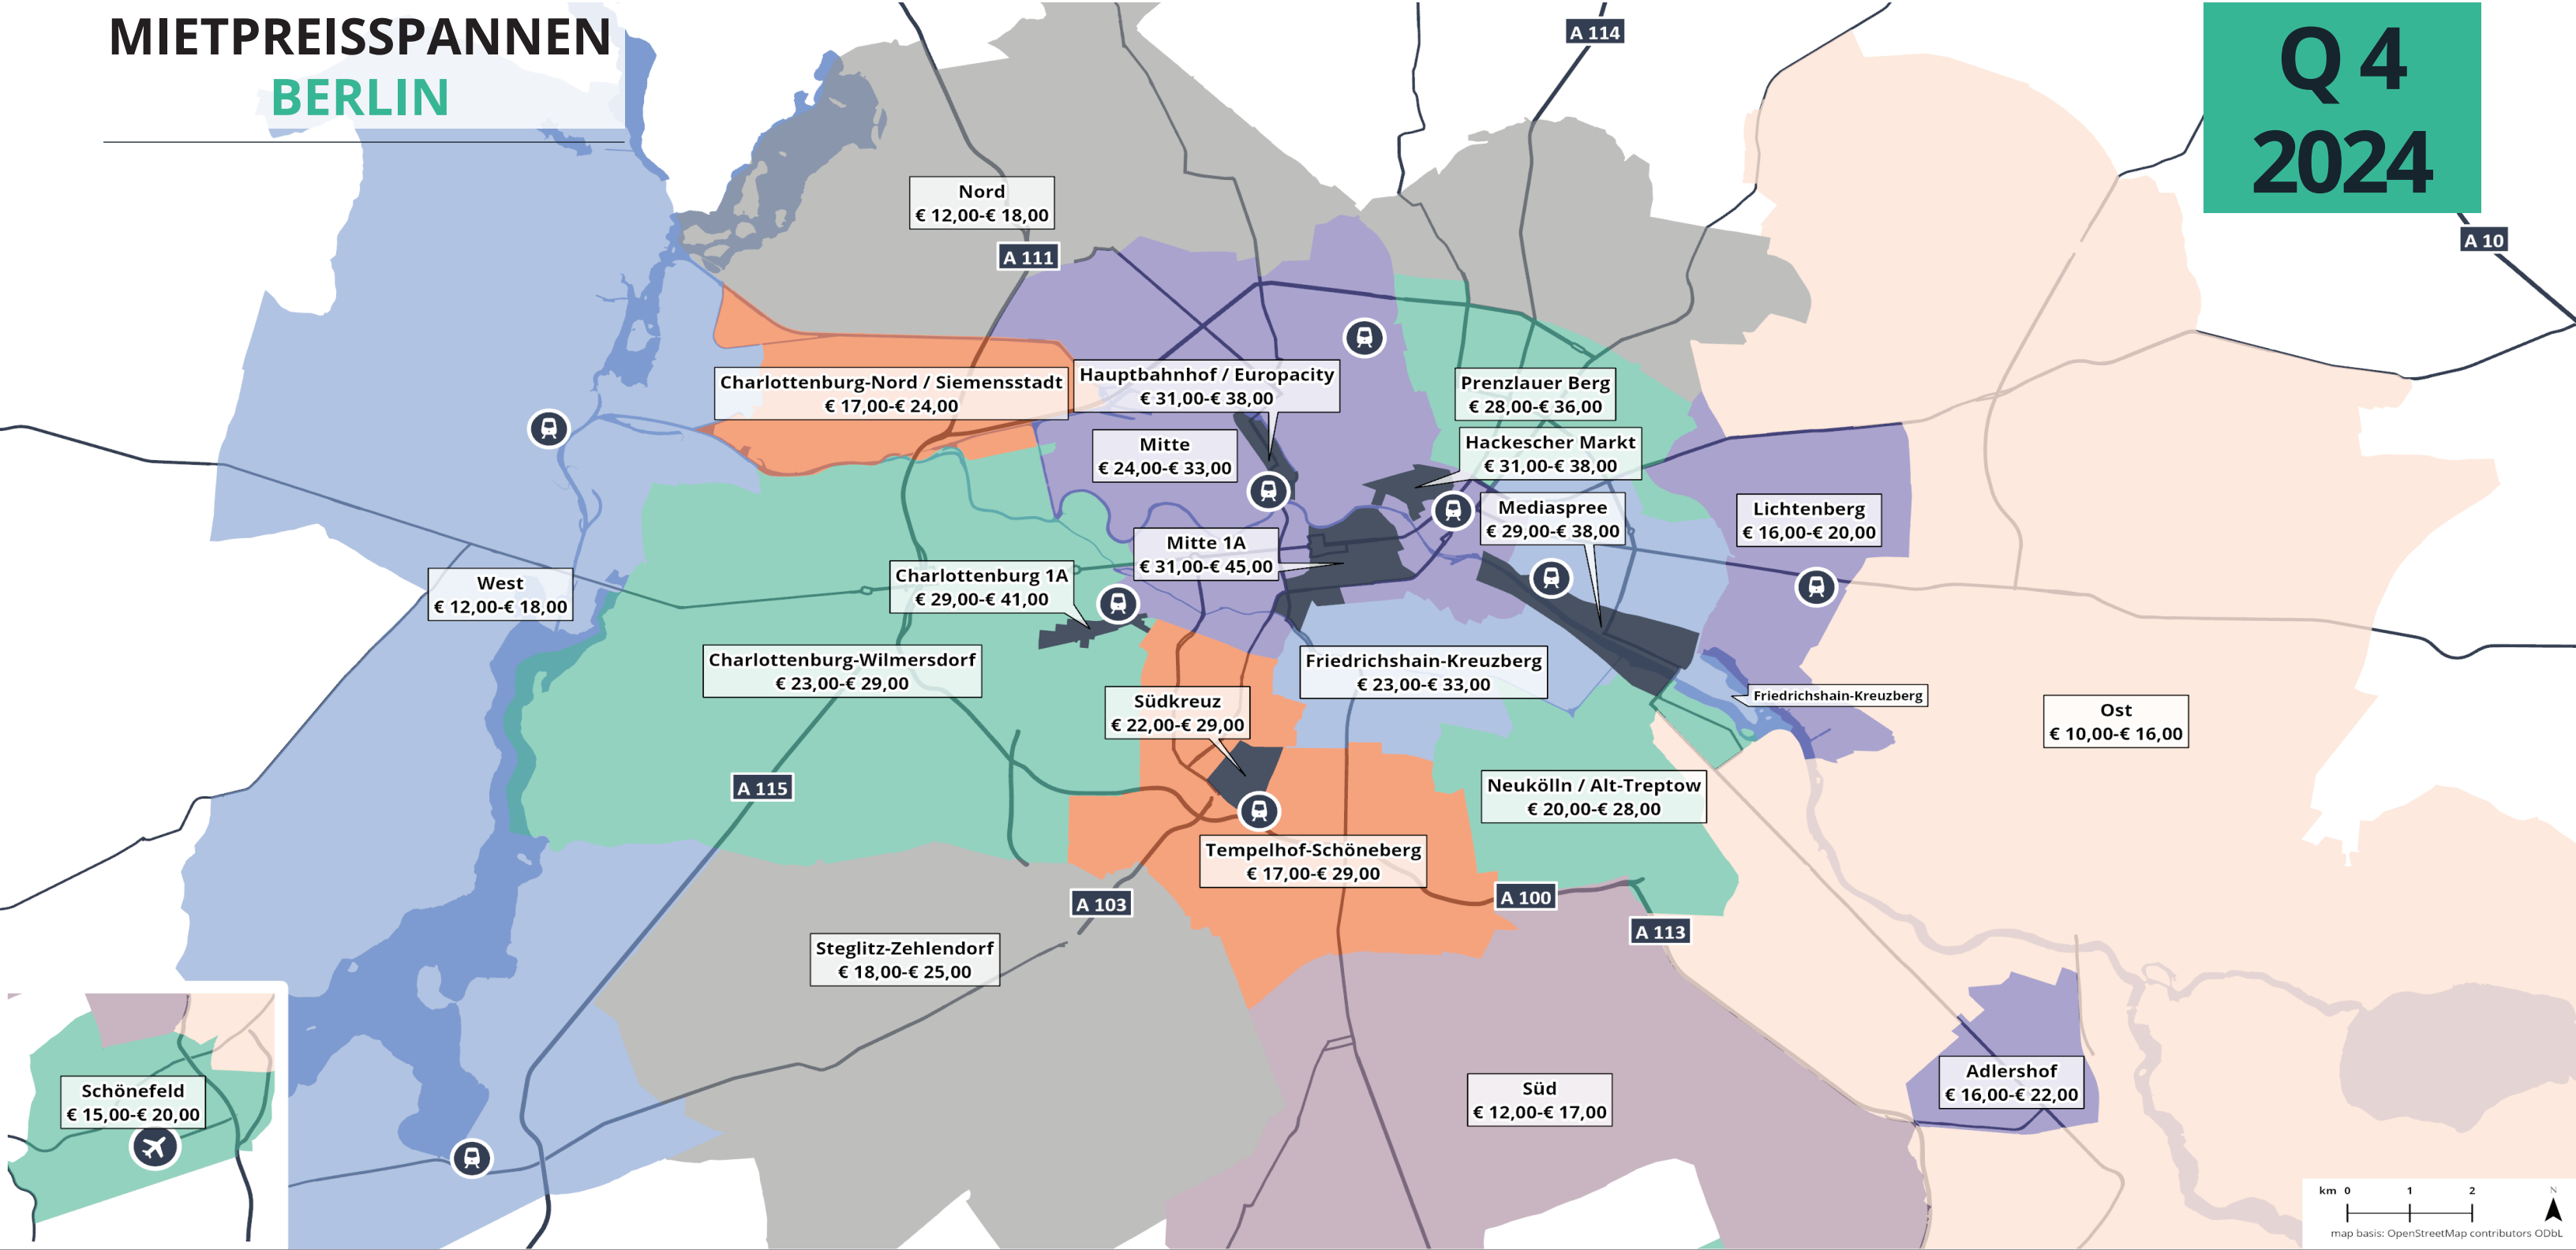 MIETPREISSPANNEN
BERLIN
Q 4
2024
A 114
A 10
Nord
€ 12,00-€ 18,00
A 111
Charlottenburg-Nord / Siemensstadt
€ 17,00-€ 24,00
Hauptbahnhof / Europacity
€ 31,00-€ 38,00
Prenzlauer Berg
€ 28,00-€ 36,00
Mitte
€ 24,00-€ 33,00
Hackescher Markt
€ 31,00-€ 38,00
Mediaspree
€ 29,00-€ 38,00
Lichtenberg
€ 16,00-€ 20,00
Mitte 1A
€ 31,00-€ 45,00
Charlottenburg 1A
€ 29,00-€ 41,00
West
€ 12,00-€ 18,00
Charlottenburg-Wilmersdorf
€ 23,00-€ 29,00
Friedrichshain-Kreuzberg
€ 23,00-€ 33,00
Friedrichshain-Kreuzberg
Südkreuz
€ 22,00-€ 29,00
Ost
€ 10,00-€ 16,00
A 115
Neukölln / Alt-Treptow
€ 20,00-€ 28,00
Tempelhof-Schöneberg
€ 17,00-€ 29,00
A 103
A 100
A 113
Steglitz-Zehlendorf
€ 18,00-€ 25,00
Schönefeld
€ 15,00-€ 20,00
Süd
€ 12,00-€ 17,00
Adlershof
€ 16,00-€ 22,00
km 0 1 2 N
map basis: OpenStreetMap contributors ODbL